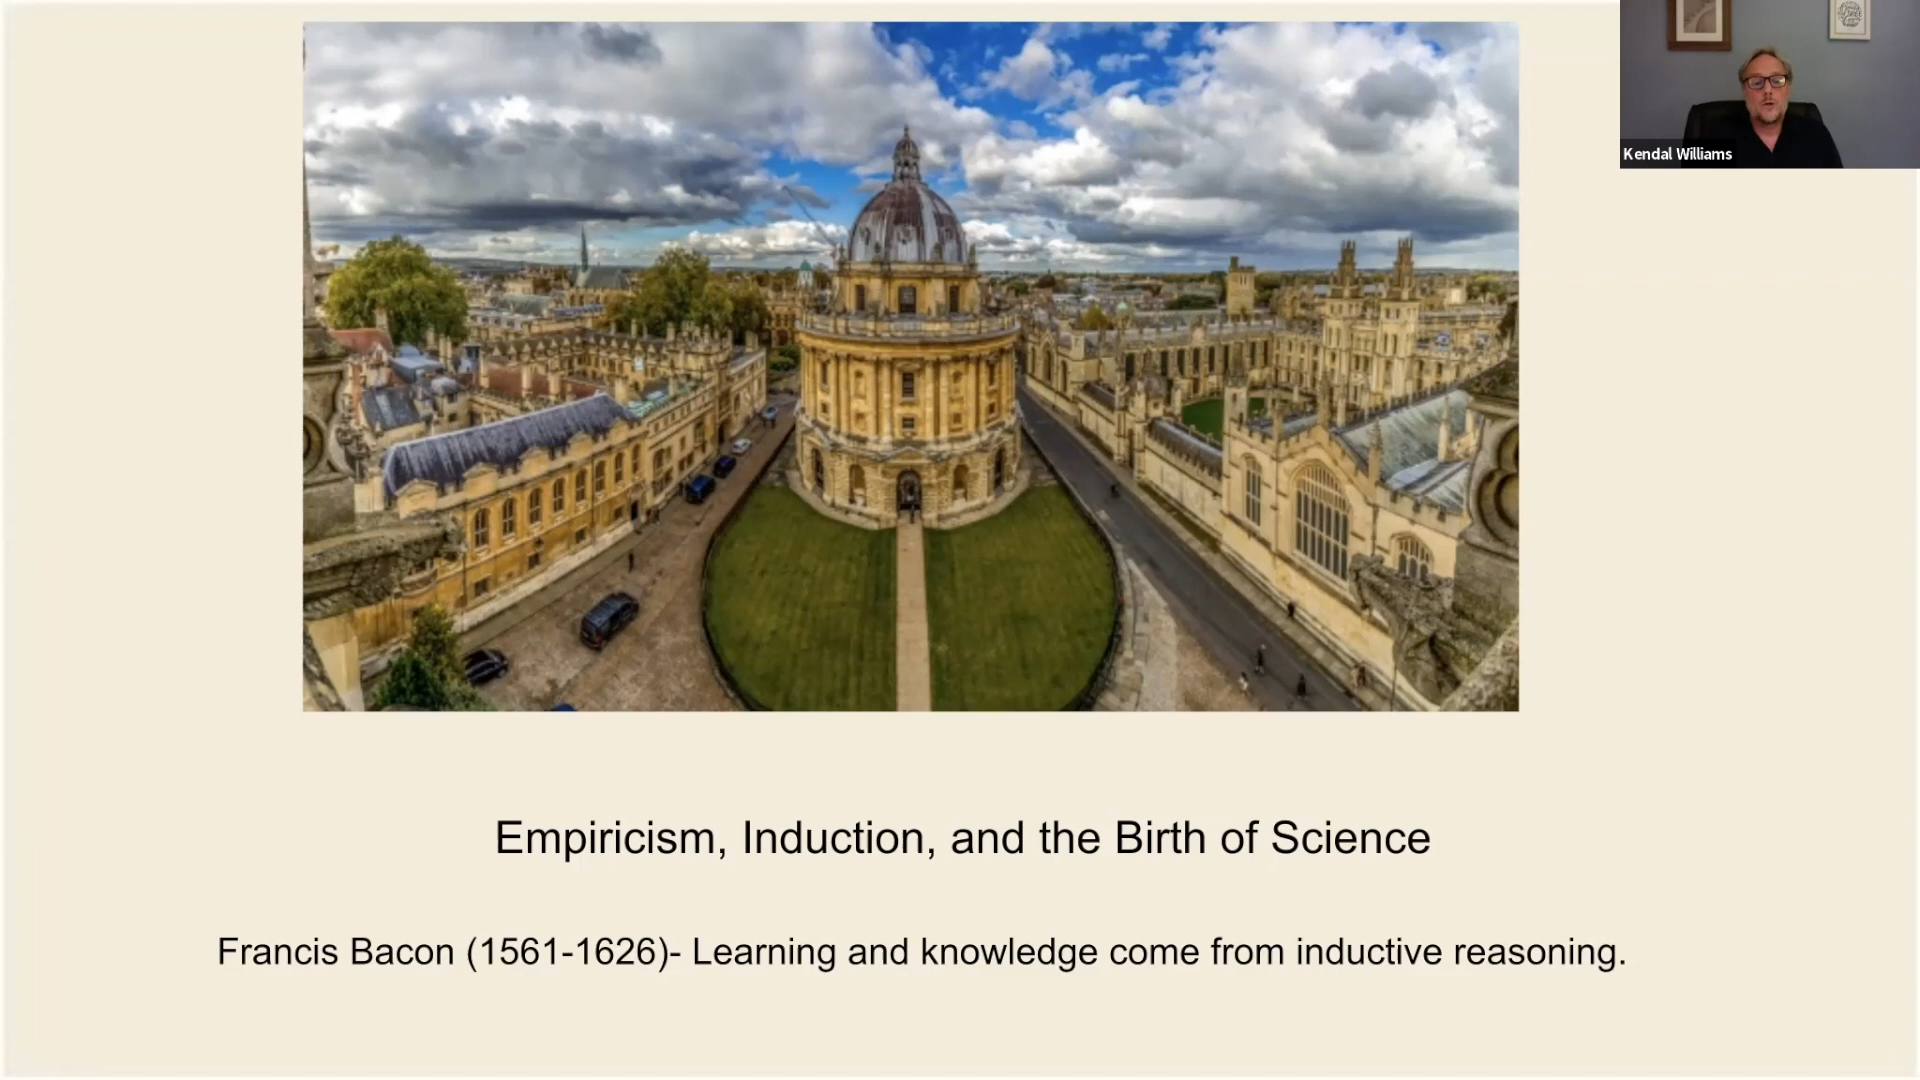 Kendal Williams
Empiricism, Induction, and the Birth of Science
Francis Bacon (1561-1626)- Learning and knowledge come from inductive reasoning.